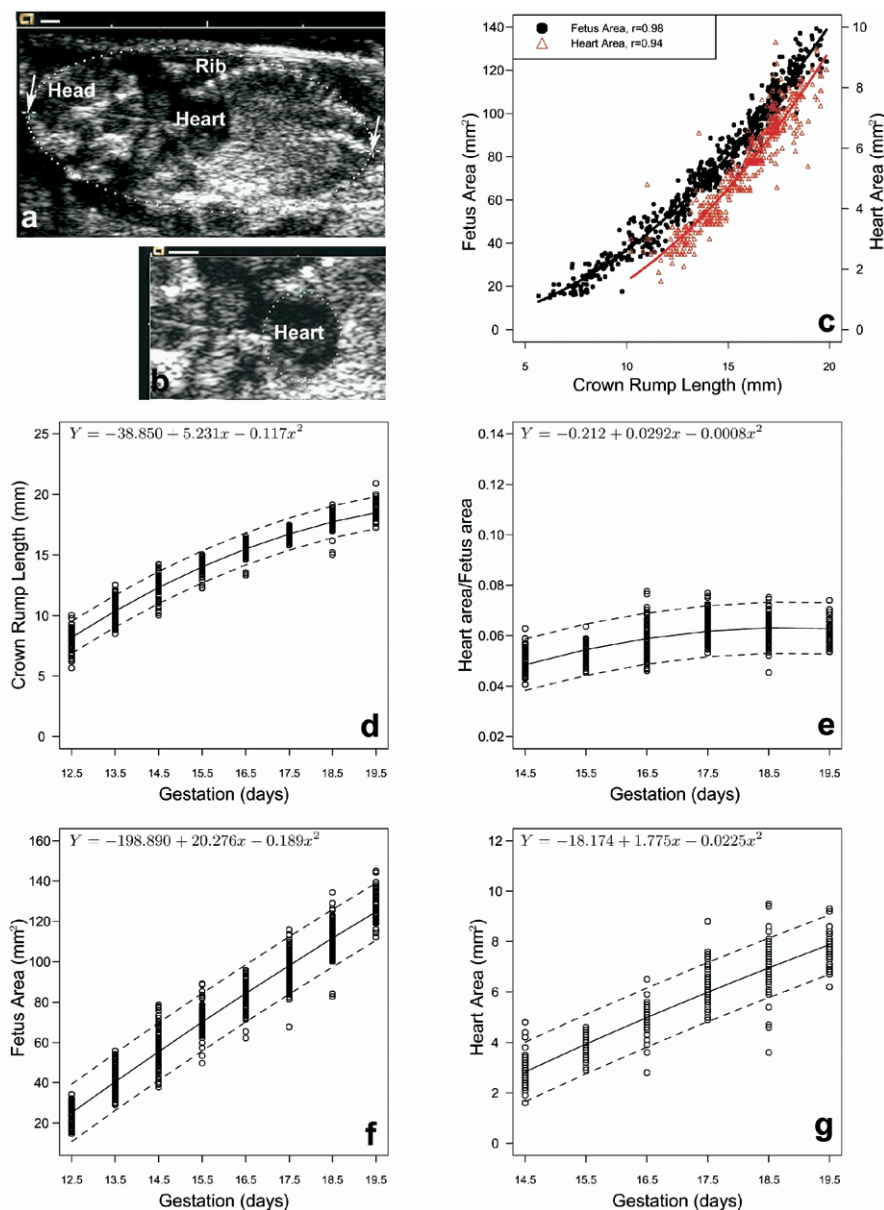 Head
Rib
Heart
a
Heart
b
Fetus Area, r=0.98
Heart Area, r=0.94
Fetus Area (mm²)
140
120
100
80
60
40
20
0
Heart Area (mm²)
10
8
6
4
2
0
c
5 10 15 20
Crown Rump Length (mm)
Y = −38.850 + 5.231x − 0.117x²
Crown Rump Length (mm)
25
20
15
10
5
0
d
12.5 13.5 14.5 15.5 16.5 17.5 18.5 19.5
Gestation (days)
Y = −0.212 + 0.0292x − 0.0008x²
Heart area/Fetus area
0.14
0.12
0.10
0.08
0.06
0.04
0.02
e
14.5 15.5 16.5 17.5 18.5 19.5
Gestation (days)
Y = −198.890 + 20.276x − 0.189x²
Fetus Area (mm²)
160
140
120
100
80
60
40
20
f
12.5 13.5 14.5 15.5 16.5 17.5 18.5 19.5
Gestation (days)
Y = −18.174 + 1.775x − 0.0225x²
Heart Area (mm²)
12
10
8
6
4
2
0
g
14.5 15.5 16.5 17.5 18.5 19.5
Gestation (days)